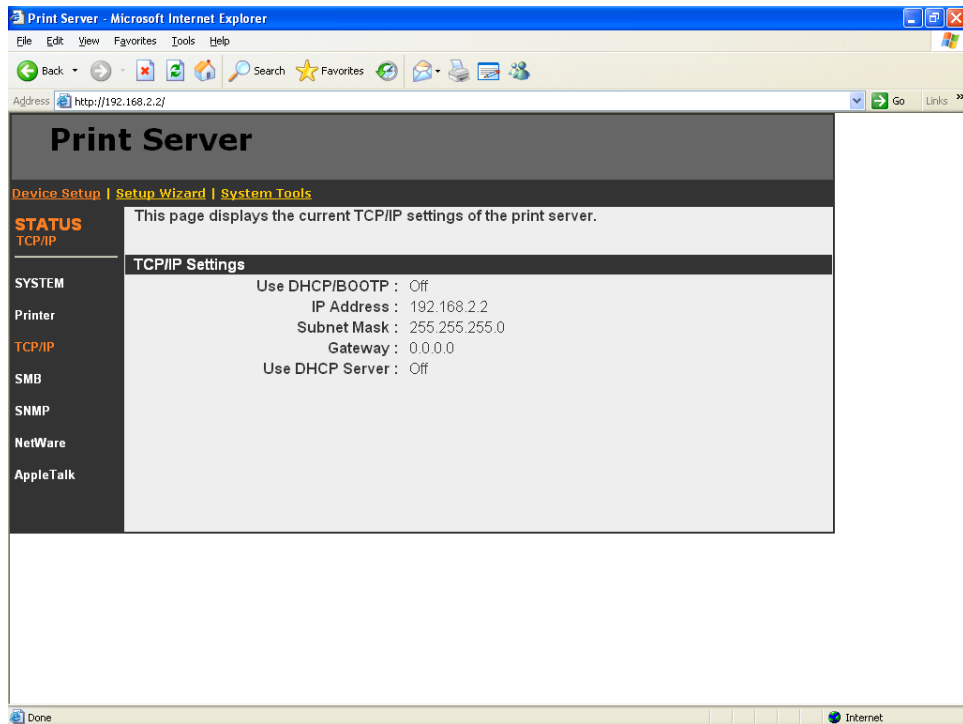 Print Server - Microsoft Internet Explorer
File Edit View Favorites Tools Help
Back Search Favorites
Address http://192.168.2.2/ Go Links »
Print Server
Device Setup | Setup Wizard | System Tools
STATUS
TCP/IP
SYSTEM
Printer
TCP/IP
SMB
SNMP
NetWare
AppleTalk
This page displays the current TCP/IP settings of the print server.
TCP/IP Settings
Use DHCP/BOOTP : Off
IP Address : 192.168.2.2
Subnet Mask : 255.255.255.0
Gateway : 0.0.0.0
Use DHCP Server : Off
Done Internet